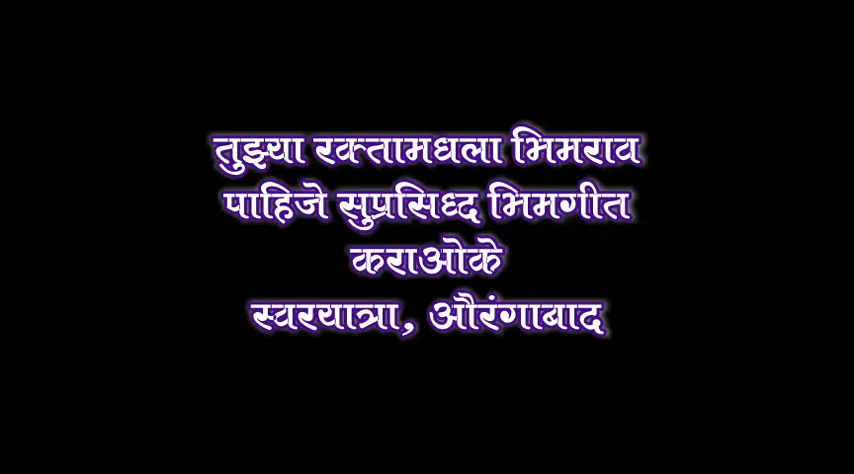 तुझ्या रक्तामधला भिमराव
पाहिजे सुप्रसिध्द भिमगीत
कराओके
स्वरयात्रा, औरंगाबाद